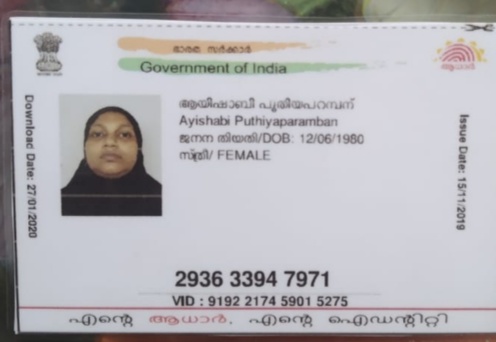 ഭാരത സർക്കാർ
Government of India
ആധാർ
Download Date: 27/01/2020
Issue Date: 15/11/2019
ആയിഷാബീ പുതിയപറമ്പന്
Ayishabi Puthiyaparamban
ജനന തിയതി/DOB: 12/06/1980
സ്ത്രീ/ FEMALE
2936 3394 7971
VID : 9192 2174 5901 5275
എന്റെ ആധാർ, എന്റെ ഐഡന്റിറ്റി